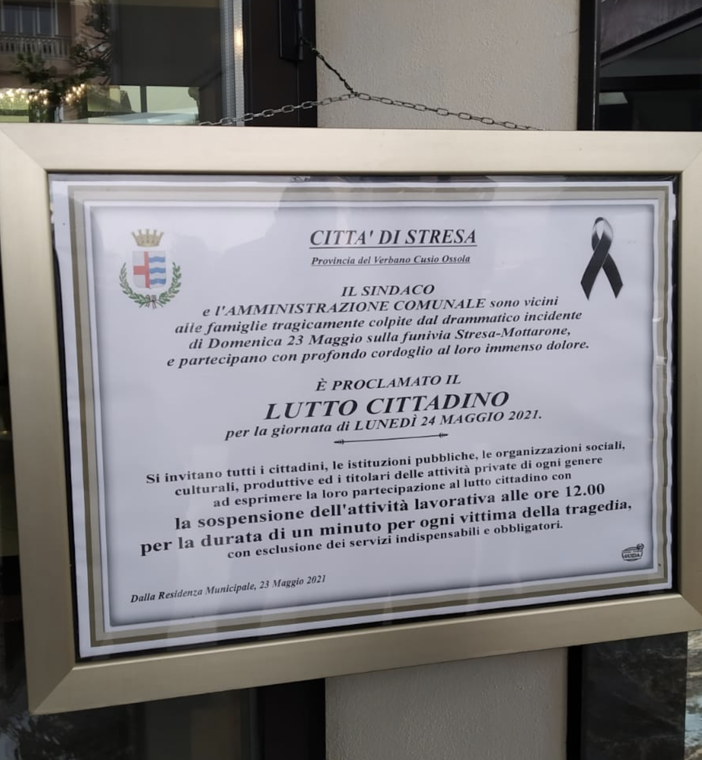 CITTA' DI STRESA
Provincia del Verbano Cusio Ossola
IL SINDACO
e l'AMMINISTRAZIONE COMUNALE sono vicini
alle famiglie tragicamente colpite dal drammatico incidente
di Domenica 23 Maggio sulla funivia Stresa-Mottarone,
e partecipano con profondo cordoglio al loro immenso dolore.
È PROCLAMATO IL
LUTTO CITTADINO
per la giornata di LUNEDÌ 24 MAGGIO 2021.
Si invitano tutti i cittadini, le istituzioni pubbliche, le organizzazioni sociali,
culturali, produttive ed i titolari delle attività private di ogni genere
ad esprimere la loro partecipazione al lutto cittadino con
la sospensione dell'attività lavorativa alle ore 12.00
per la durata di un minuto per ogni vittima della tragedia,
con esclusione dei servizi indispensabili e obbligatori.
Dalla Residenza Municipale, 23 Maggio 2021